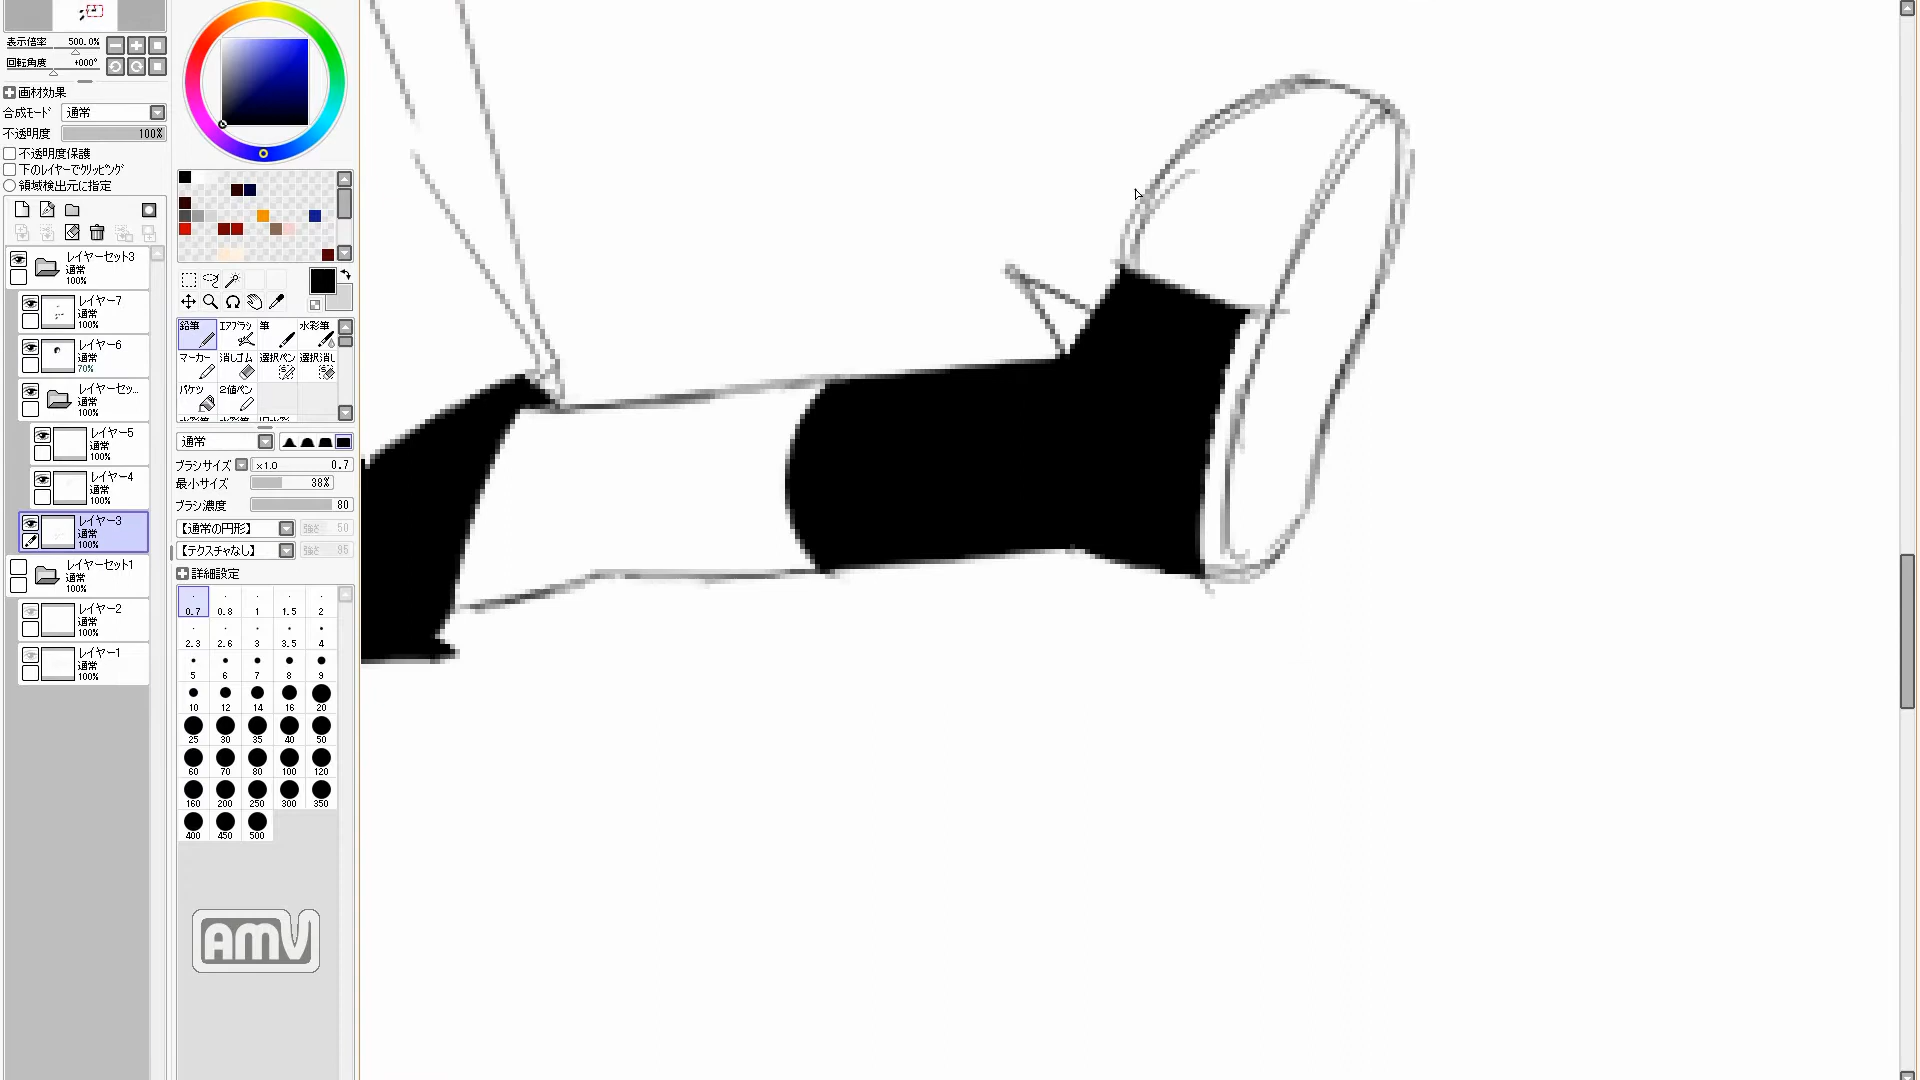 表示倍率 500.0%
回転角度 +000°
画材効果
合成ﾓｰﾄﾞ 通常
不透明度 100%
不透明度保護
下のﾚｲﾔｰでｸﾘｯﾋﾟﾝｸﾞ
領域検出元に指定
レイヤーセット3
通常
100%
レイヤー7
通常
100%
レイヤー6
通常
70%
レイヤーセッ...
通常
100%
レイヤー5
通常
100%
レイヤー4
通常
100%
レイヤー3
通常
100%
レイヤーセット1
通常
100%
レイヤー2
通常
100%
レイヤー1
通常
100%
鉛筆 ｴｱﾌﾞﾗｼ 筆 水彩筆
マーカー 消しゴム 選択ペン 選択消し
バケツ 2値ペン
通常
ブラシサイズ x1.0 0.7
最小サイズ 38%
ブラシ濃度 80
【通常の円形】 強さ 50
【テクスチャなし】 強さ 95
詳細設定
0.7 0.8 1 1.5 2
2.3 2.6 3 3.5 4
5 6 7 8 9
10 12 14 16 20
25 30 35 40 50
60 70 80 100 120
160 200 250 300 350
400 450 500
AMV